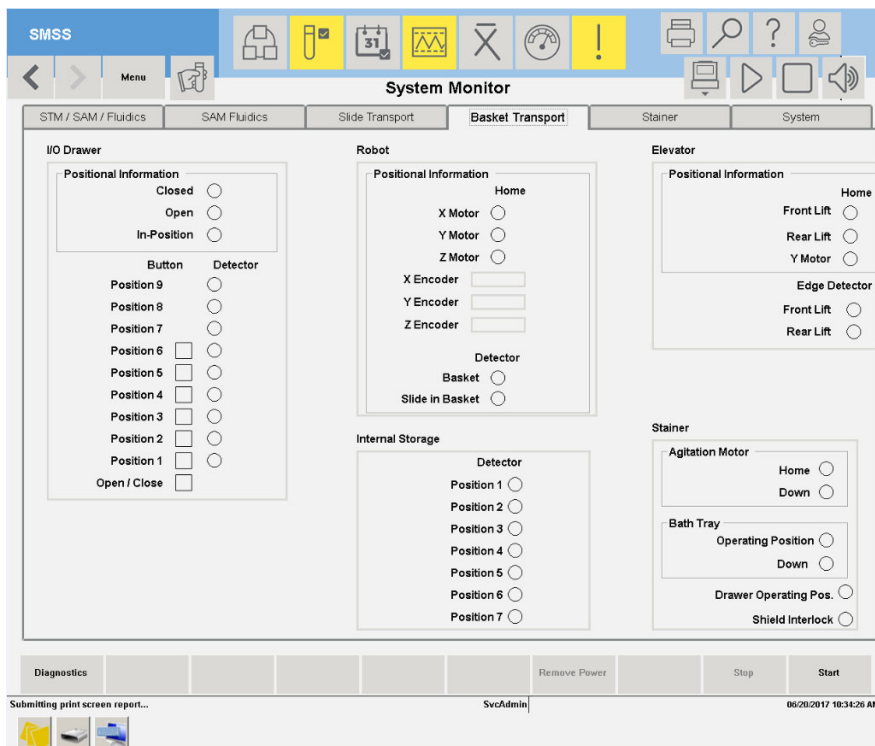 SMSS
31
Menu
System Monitor
STM / SAM / Fluidics
SAM Fluidics
Slide Transport
Basket Transport
Stainer
System
I/O Drawer
Positional Information
Closed
Open
In-Position
Button Detector
Position 9
Position 8
Position 7
Position 6
Position 5
Position 4
Position 3
Position 2
Position 1
Open / Close
Robot
Positional Information
Home
X Motor
Y Motor
Z Motor
X Encoder
Y Encoder
Z Encoder
Detector
Basket
Slide in Basket
Internal Storage
Detector
Position 1
Position 2
Position 3
Position 4
Position 5
Position 6
Position 7
Elevator
Positional Information
Home
Front Lift
Rear Lift
Y Motor
Edge Detector
Front Lift
Rear Lift
Stainer
Agitation Motor
Home
Down
Bath Tray
Operating Position
Down
Drawer Operating Pos.
Shield Interlock
Diagnostics
Remove Power
Stop
Start
Submitting print screen report...
SvcAdmin
06/20/2017 10:34:26 AM